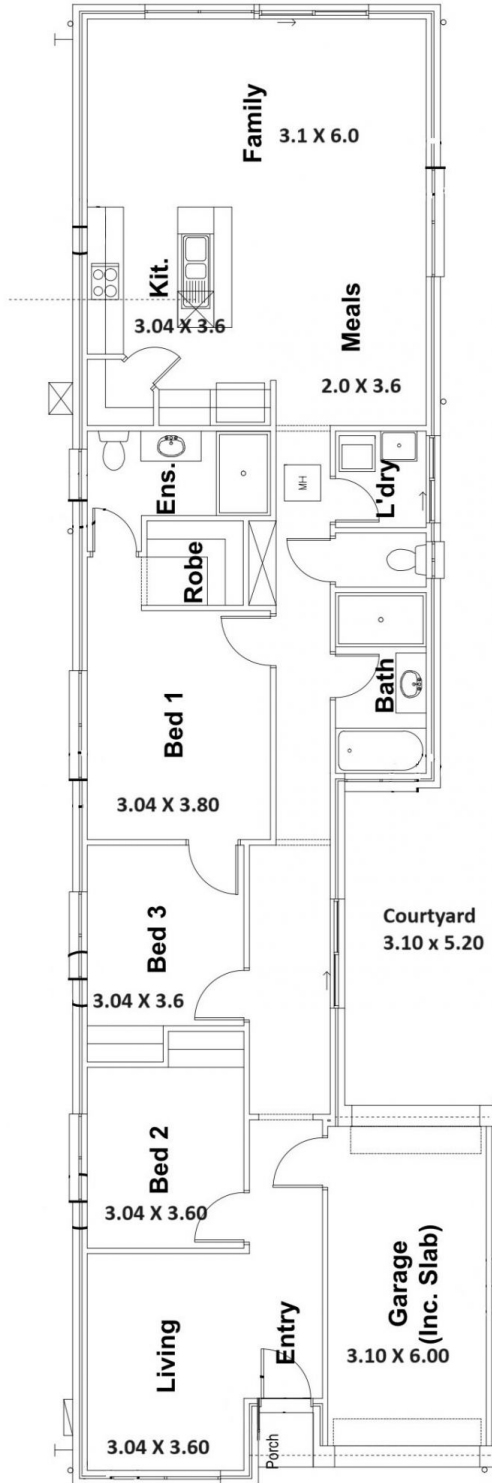 Family
3.1 X 6.0
Kit.
3.04 X 3.6
Meals
2.0 X 3.6
Ens.
MH
L'dry
Robe
Bath
Bed 1
3.04 X 3.80
Courtyard
3.10 x 5.20
Bed 3
3.04 X 3.6
Bed 2
3.04 X 3.60
Garage
(Inc. Slab)
3.10 X 6.00
Living
3.04 X 3.60
Entry
Porch